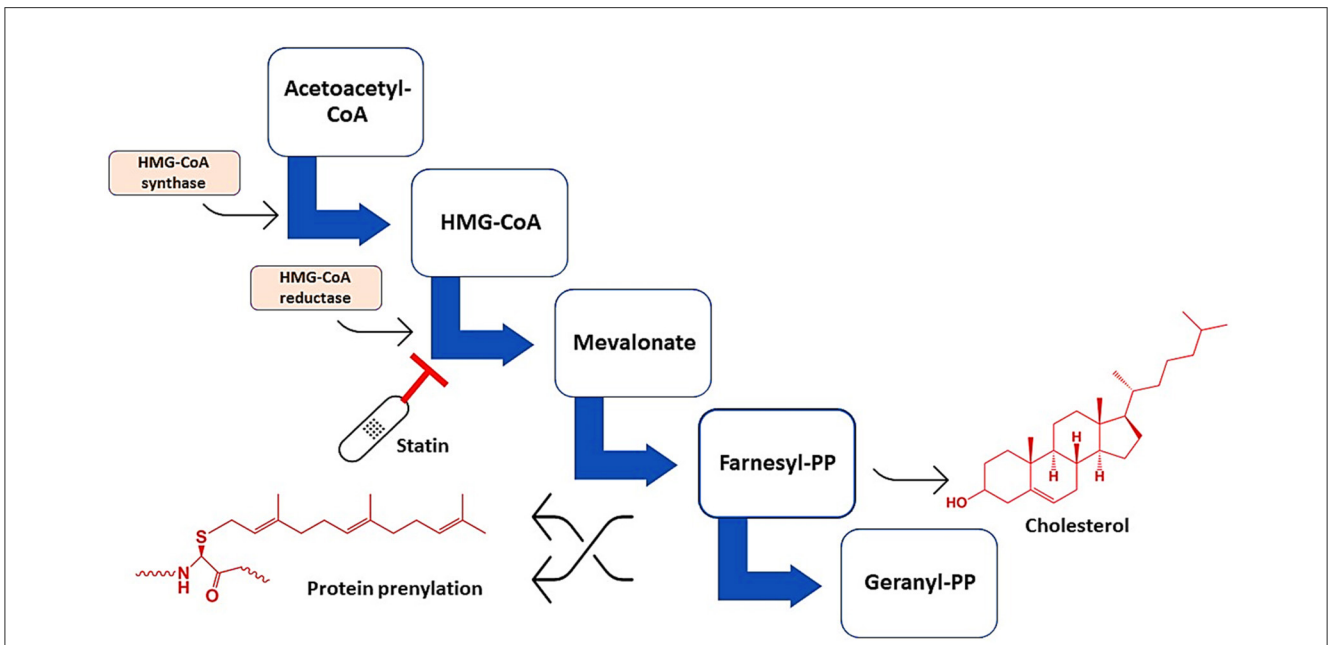 Acetoacetyl-
CoA
HMG-CoA
synthase
HMG-CoA
HMG-CoA
reductase
Mevalonate
Statin
Farnesyl-PP
H
H
H
HO
Cholesterol
S
N
H
O
Protein prenylation
Geranyl-PP